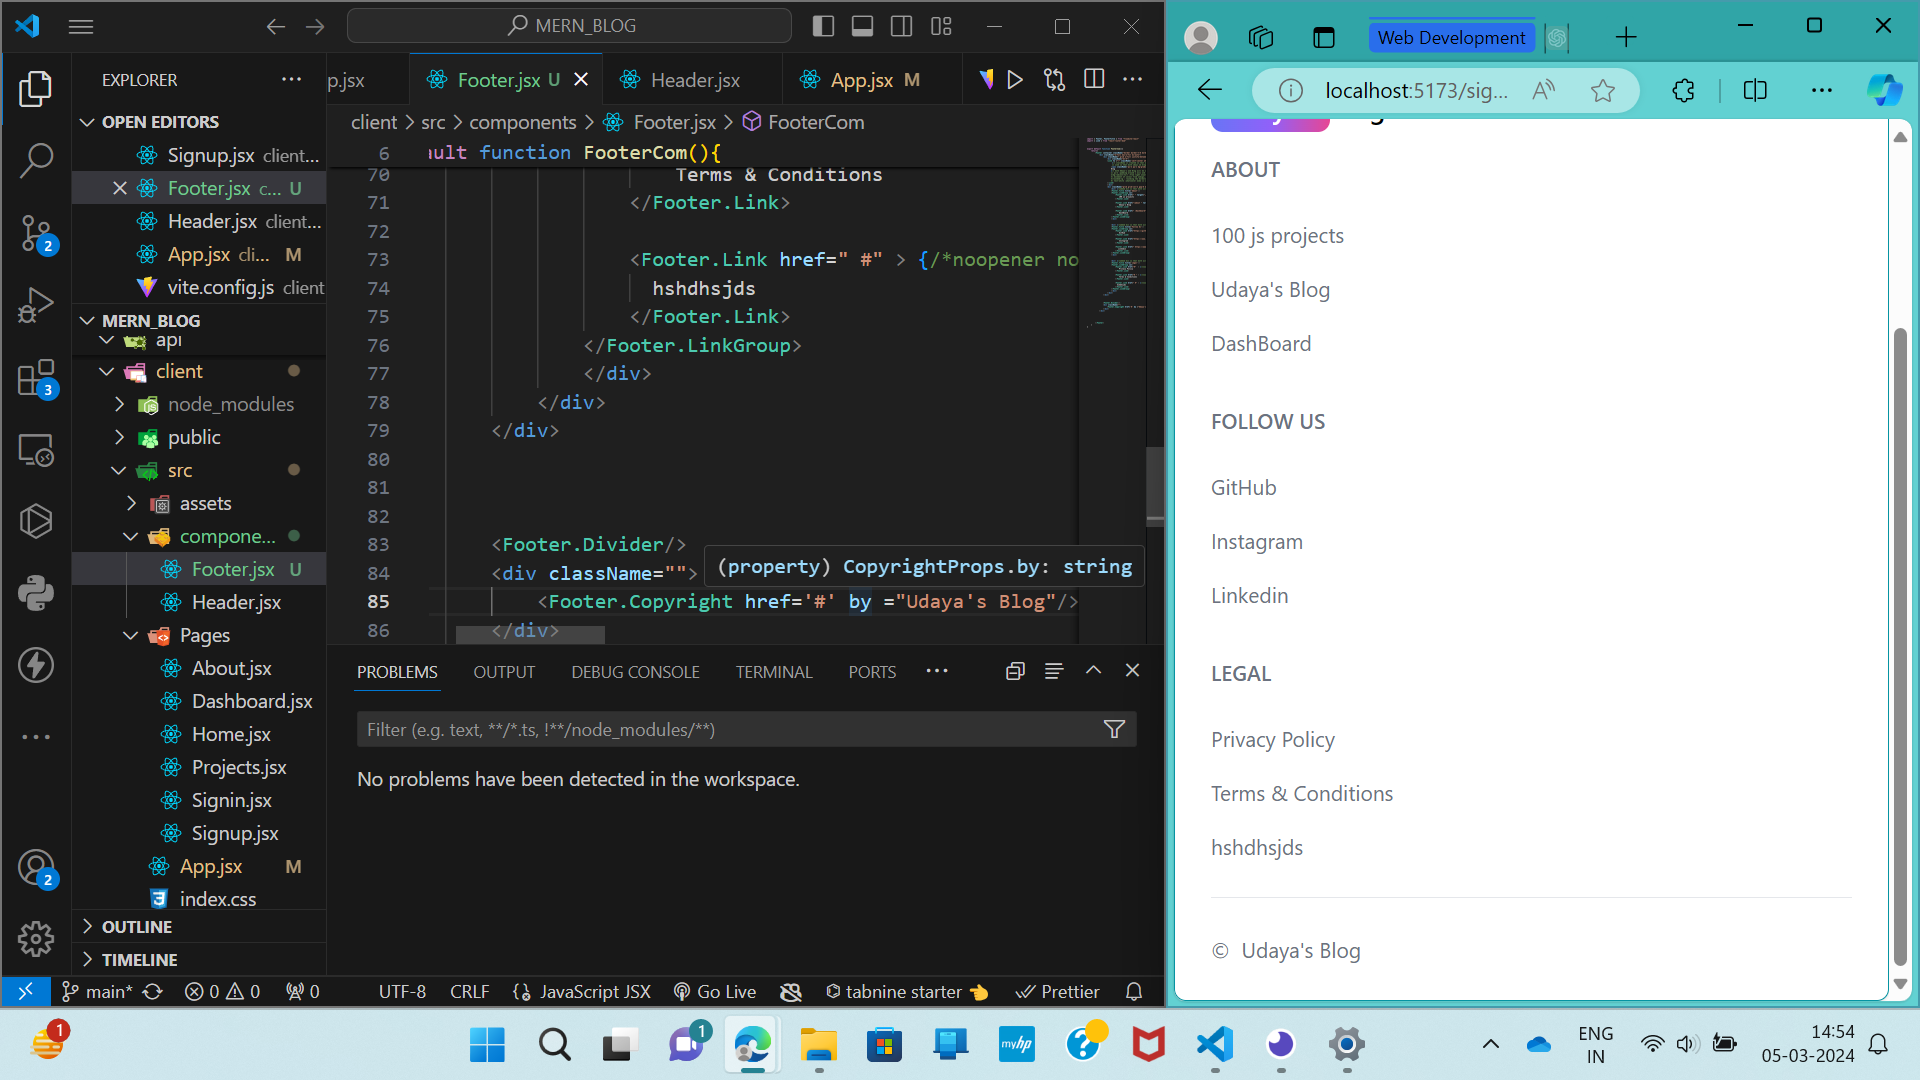 MERN_BLOG
EXPLORER
OPEN EDITORS
Signup.jsx client...
Footer.jsx c... U
Header.jsx client...
App.jsx cli... M
vite.config.js client
MERN_BLOG
api
client
node_modules
public
src
assets
compone...
Footer.jsx U
Header.jsx
Pages
About.jsx
Dashboard.jsx
Home.jsx
Projects.jsx
Signin.jsx
Signup.jsx
App.jsx M
index.css
OUTLINE
TIMELINE
2
3
2
p.jsx
Footer.jsx U
Header.jsx
App.jsx M
client > src > components > Footer.jsx > FooterCom
6 ault function FooterCom(){
70 Terms & Conditions
71 </Footer.Link>
72
73 <Footer.Link href=" #" > {/*noopener no
74 hshdhsjds
75 </Footer.Link>
76 </Footer.LinkGroup>
77 </div>
78 </div>
79 </div>
80
81
82
83 <Footer.Divider/>
84 <div className="">
(property) CopyrightProps.by: string
85 <Footer.Copyright href='#' by ="Udaya's Blog"/>
86 </div>
PROBLEMS OUTPUT DEBUG CONSOLE TERMINAL PORTS
Filter (e.g. text, **/*.ts, !**/node_modules/**)
No problems have been detected in the workspace.
main* 0 0 0 UTF-8 CRLF JavaScript JSX Go Live tabnine starter Prettier
Web Development
localhost:5173/sig...
ABOUT
100 js projects
Udaya's Blog
DashBoard
FOLLOW US
GitHub
Instagram
Linkedin
LEGAL
Privacy Policy
Terms & Conditions
hshdhsjds
© Udaya's Blog
1
1
myhp
ENG
IN
14:54
05-03-2024